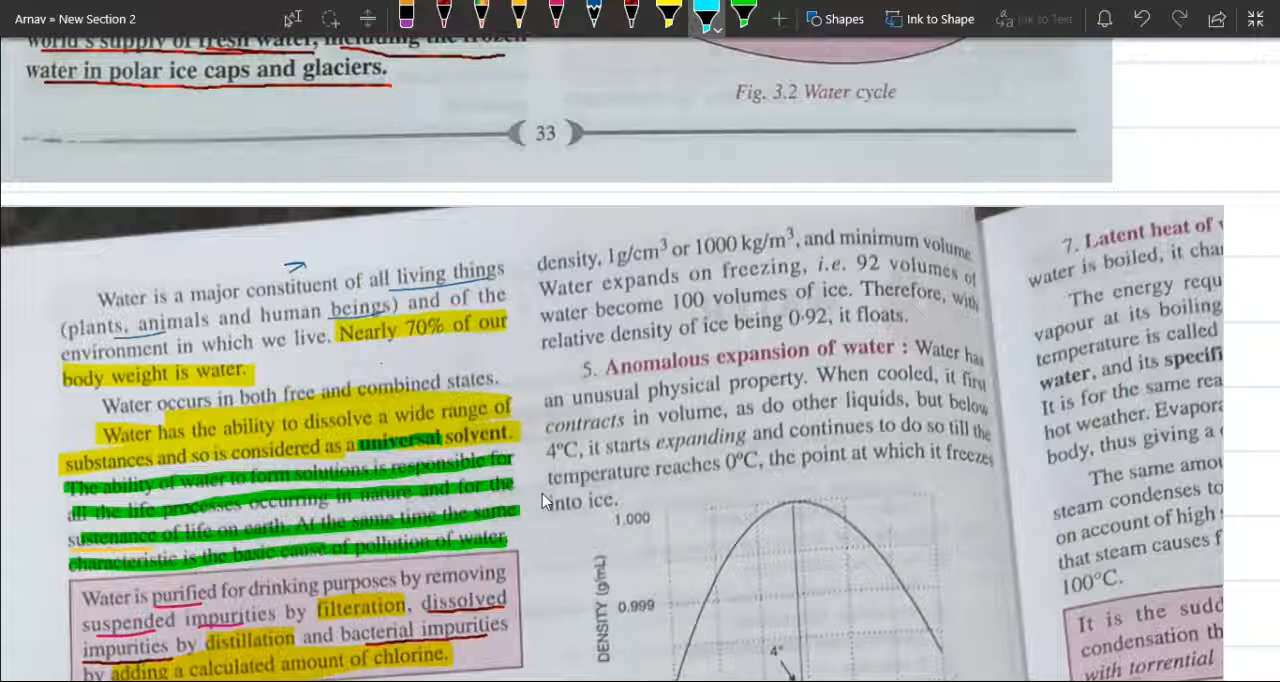 Arnav » New Section 2
Shapes
Ink to Shape
Ink to Text
world's supply of fresh water, including the frozen
water in polar ice caps and glaciers.
Fig. 3.2 Water cycle
33
Water is a major constituent of all living things
(plants, animals and human beings) and of the
environment in which we live. Nearly 70% of our
body weight is water.
Water occurs in both free and combined states.
Water has the ability to dissolve a wide range of
substances and so is considered as a universal solvent.
The ability of water to form solutions is responsible for
all the life processes occurring in nature and for the
sustenance of life on earth. At the same time the same
characteristic is the basic cause of pollution of water.
Water is purified for drinking purposes by removing
suspended impurities by filteration, dissolved
impurities by distillation and bacterial impurities
by adding a calculated amount of chlorine.
density, 1g/cm³ or 1000 kg/m³, and minimum volume.
Water expands on freezing, i.e. 92 volumes of
water become 100 volumes of ice. Therefore, with
relative density of ice being 0·92, it floats.
5. Anomalous expansion of water : Water has
an unusual physical property. When cooled, it first
contracts in volume, as do other liquids, but below
4°C, it starts expanding and continues to do so till the
temperature reaches 0°C, the point at which it freezes
into ice.
1.000
0.999
DENSITY (g/mL)
4°
7. Latent heat of
water is boiled, it
The energy
vapour at its boiling
temperature is called
water, and its
It is for the same
hot weather.
body, thus giving a
The same
steam condenses to
on account of high
that steam causes
100°C.
It is the
condensation
with torrential